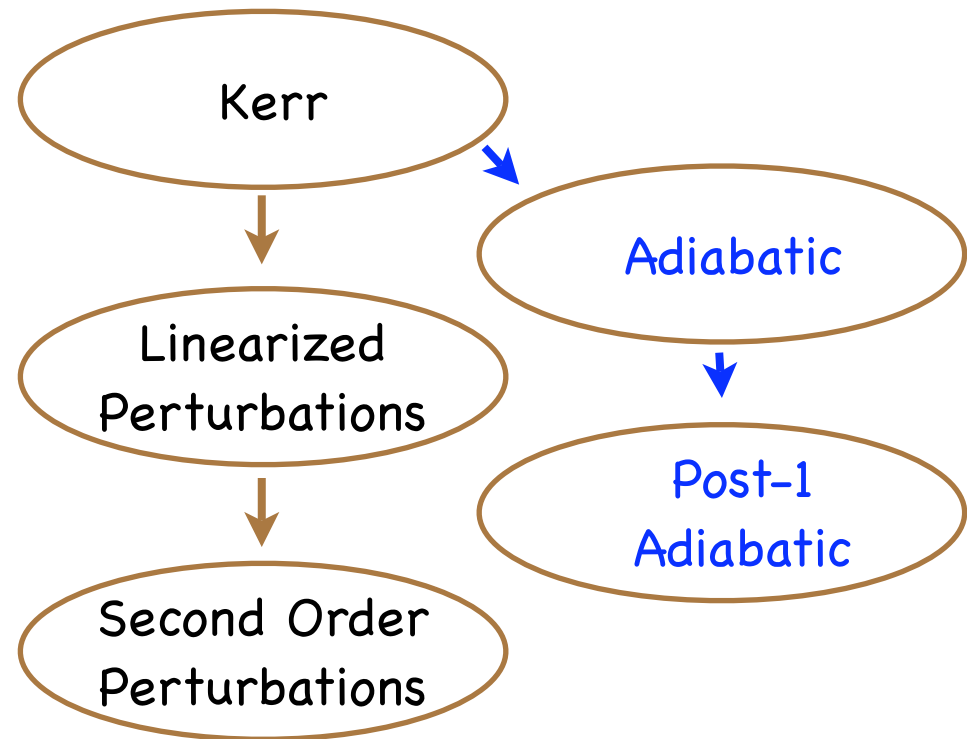 Kerr
Adiabatic
Linearized
Perturbations
Post-1
Adiabatic
Second Order
Perturbations